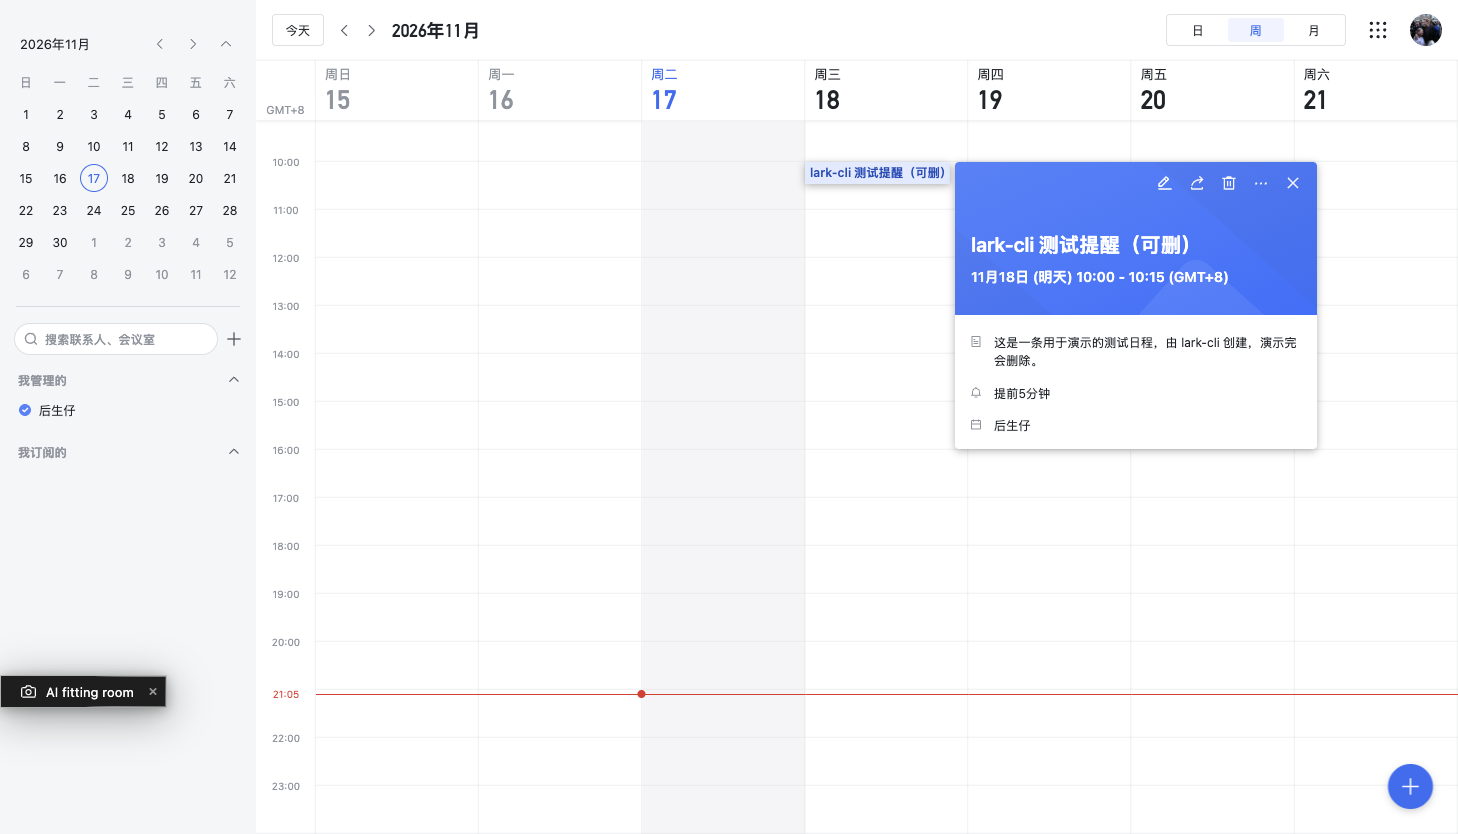 2026年11月
日 一 二 三 四 五 六
1 2 3 4 5 6 7
8 9 10 11 12 13 14
15 16 17 18 19 20 21
22 23 24 25 26 27 28
29 30 1 2 3 4 5
6 7 8 9 10 11 12
搜索联系人、会议室
我管理的
后生仔
我订阅的
AI fitting room
今天
2026年11月
日 周 月
GMT+8
周日 周一 周二 周三 周四 周五 周六
15 16 17 18 19 20 21
10:00
11:00
12:00
13:00
14:00
15:00
16:00
17:00
18:00
19:00
20:00
21:05
22:00
23:00
lark-cli 测试提醒（可删）
lark-cli 测试提醒（可删）
11月18日 (明天) 10:00 - 10:15 (GMT+8)
这是一条用于演示的测试日程，由 lark-cli 创建，演示完
会删除。
提前5分钟
后生仔